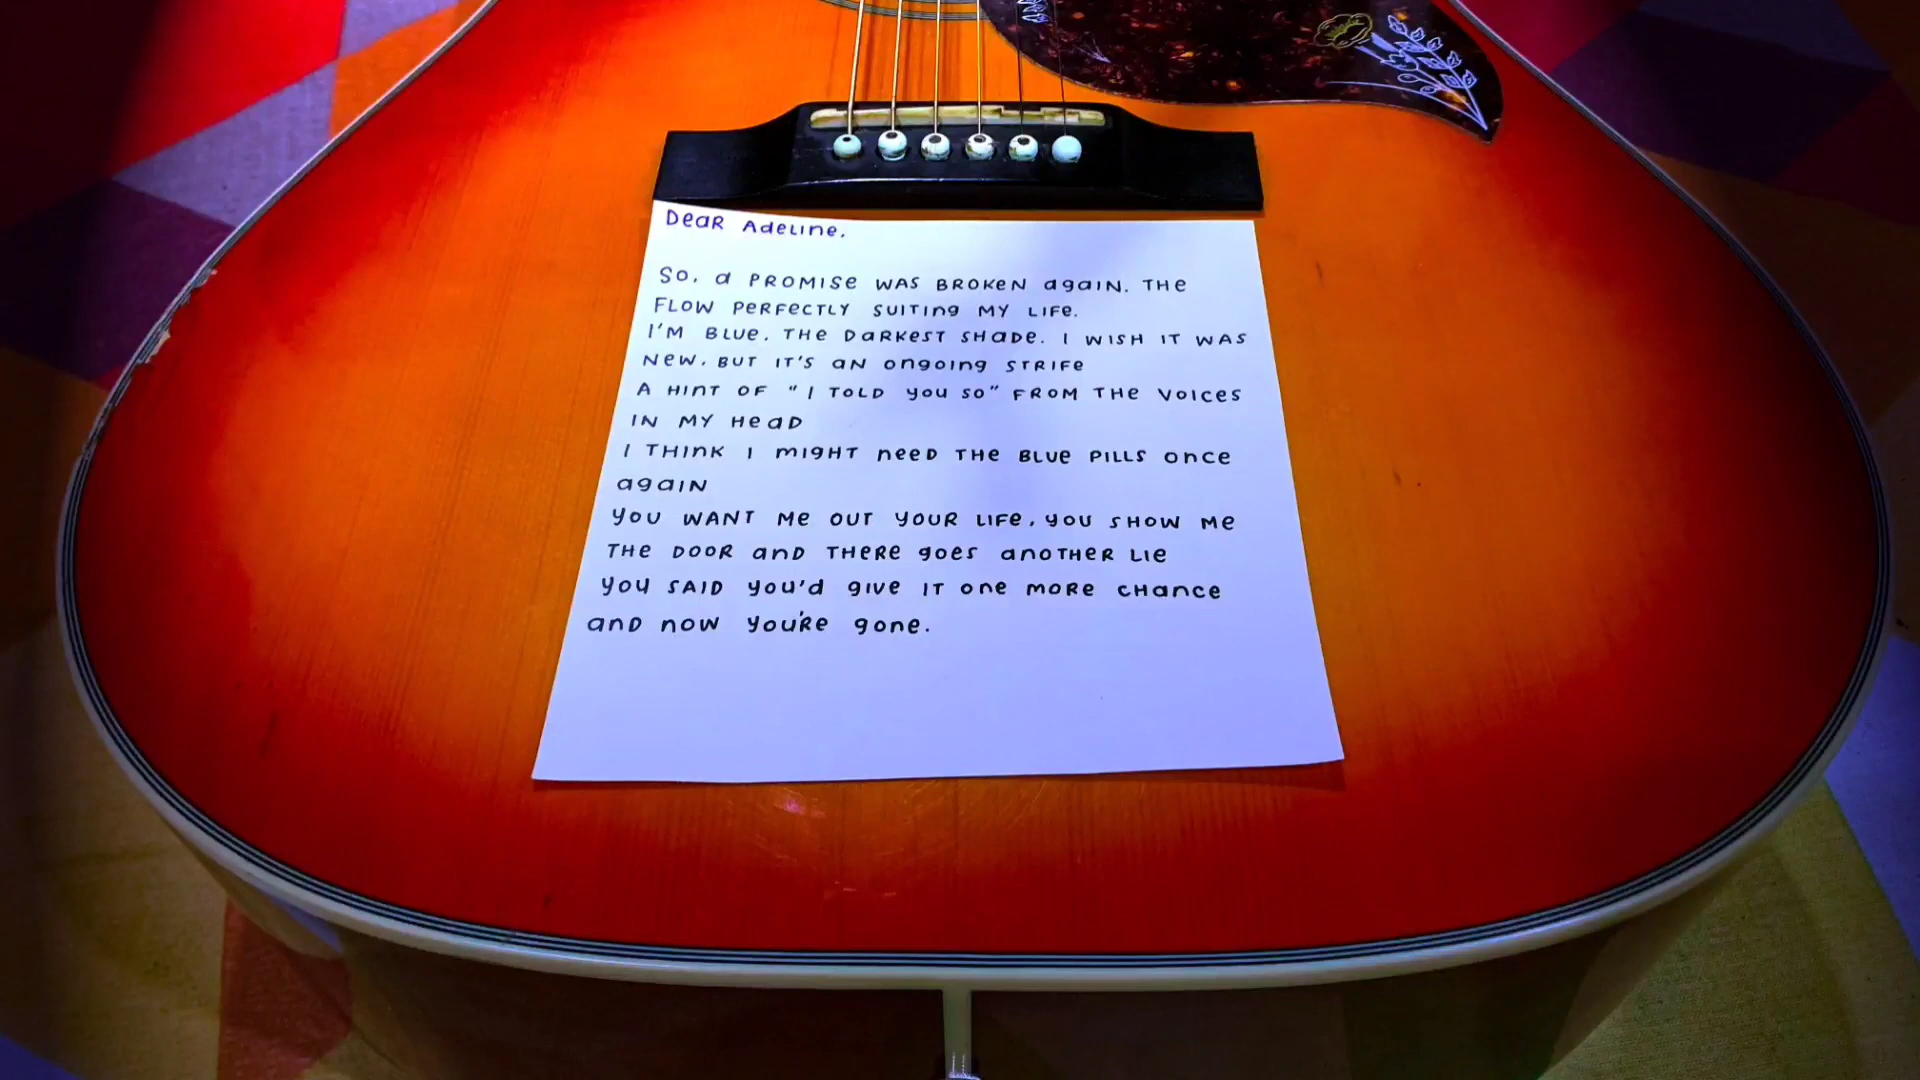 Dear Adeline,
So, a promise was broken again. The
flow perfectly suiting my life.
I'm blue, the darkest shade. I wish it was
new, but it's an ongoing strife
A hint of "I told you so" from the voices
in my head
I think I might need the blue pills once
again
You want me out your life, you show me
the door and there goes another lie
You said you'd give it one more chance
and now you're gone.